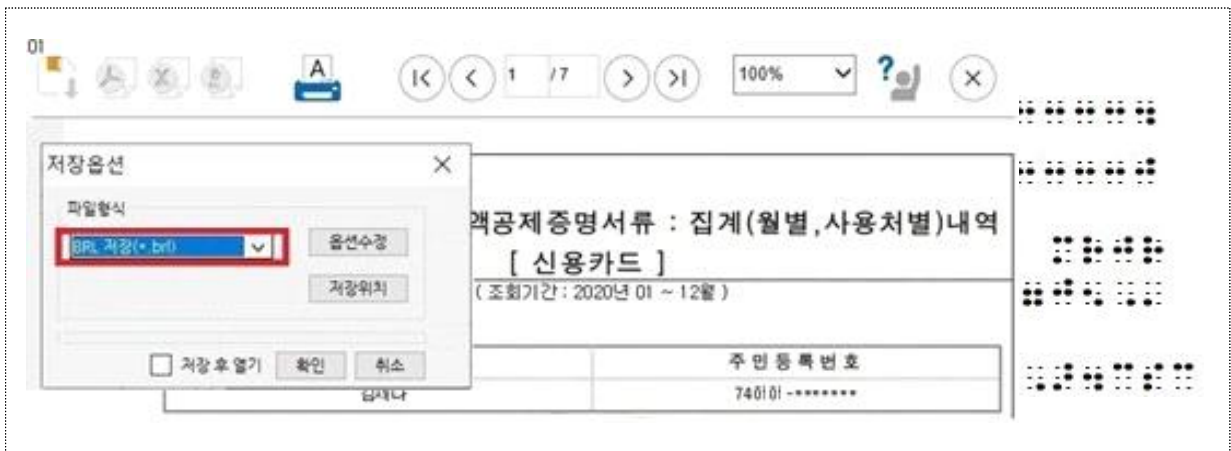 01
A
1 / 7
100%
?
저장옵션
파일형식
BRL 저장(*.brl)
옵션수정
저장위치
저장 후 열기
확인
취소
액공제증명서류 : 집계(월별,사용처별)내역
[ 신용카드 ]
( 조회기간 : 2020년 01 ~ 12월 )
주 민 등 록 번 호